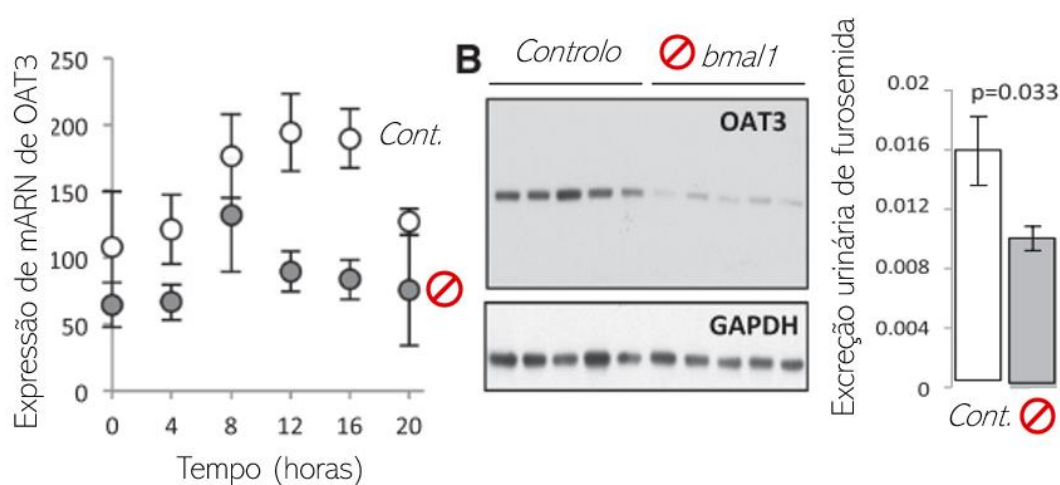 Expressão de mARN de OAT3
250
200
150
100
50
0
0 4 8 12 16 20
Tempo (horas)
Cont.
B
Controlo bmal1
OAT3
GAPDH
Excreção urinária de furosemida
0.02
0.016
0.012
0.008
0.004
0
p=0.033
Cont.